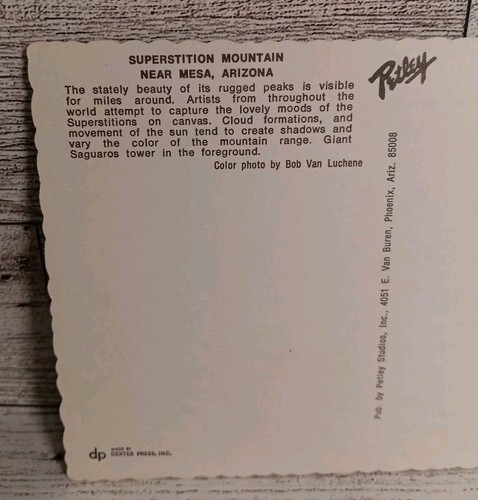 SUPERSTITION MOUNTAIN
NEAR MESA, ARIZONA
The stately beauty of its rugged peaks is visible
for miles around. Artists from throughout the
world attempt to capture the lovely moods of the
Superstitions on canvas. Cloud formations, and
movement of the sun tend to create shadows and
vary the color of the mountain range. Giant
Saguaros tower in the foreground.
Color photo by Bob Van Luchene
Petley
Pub. by Petley Studios, Inc., 4051 E. Van Buren, Phoenix, Ariz. 85008
dp
MADE BY
DEXTER PRESS, INC.